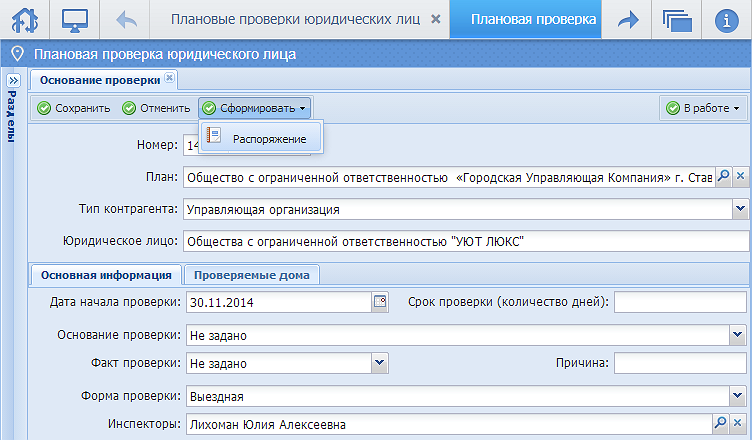 Плановые проверки юридических лиц
Плановая проверка
Плановая проверка юридического лица
Разделы
Основание проверки
Сохранить Отменить Сформировать В работе
Распоряжение
Номер: 14
План: Общество с ограниченной ответственностью «Городская Управляющая Компания» г. Став
Тип контрагента: Управляющая организация
Юридическое лицо: Общества с ограниченной ответственностью "УЮТ ЛЮКС"
Основная информация Проверяемые дома
Дата начала проверки: 30.11.2014 Срок проверки (количество дней):
Основание проверки: Не задано
Факт проверки: Не задано Причина:
Форма проверки: Выездная
Инспекторы: Лихоман Юлия Алексеевна